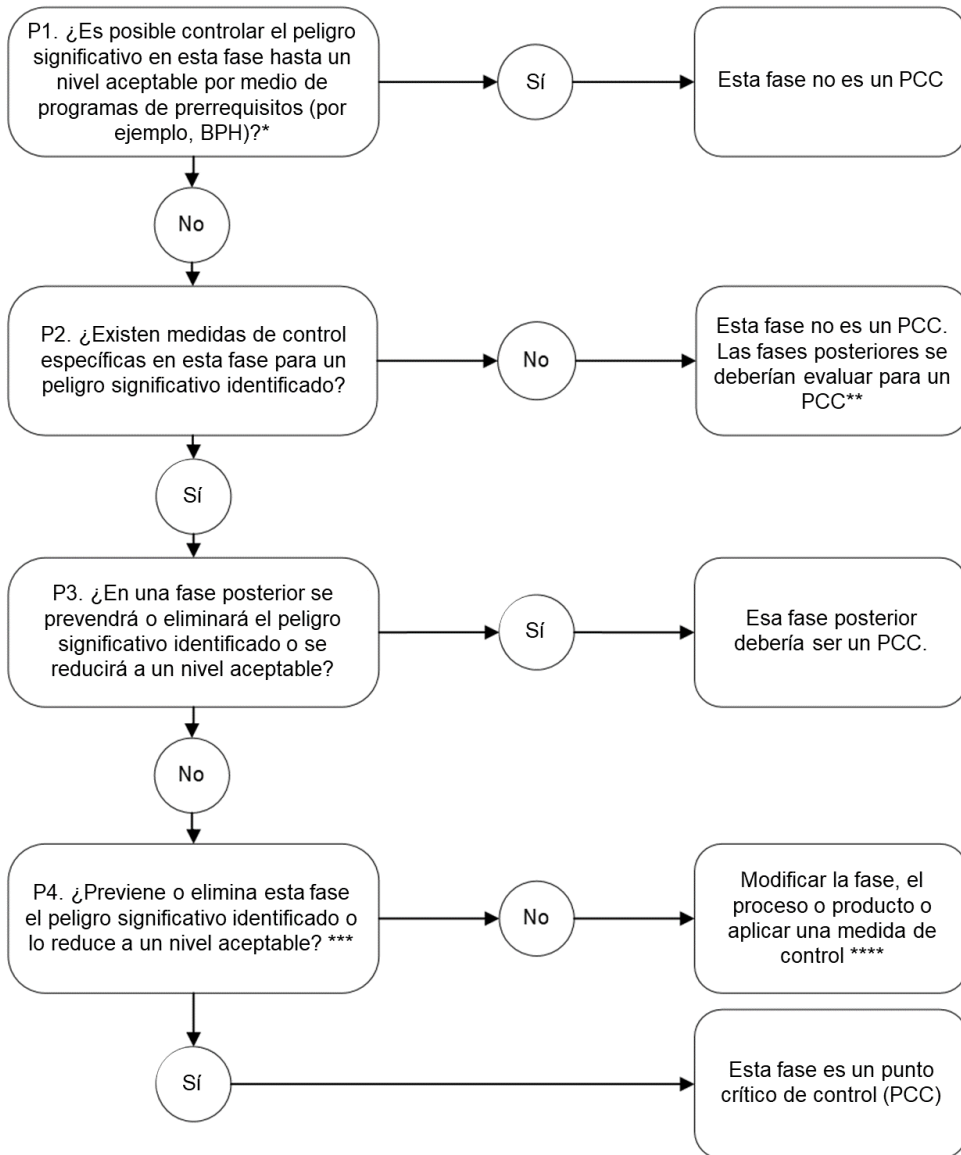 P1. ¿Es posible controlar el peligro
significativo en esta fase hasta un
nivel aceptable por medio de
programas de prerrequisitos (por
ejemplo, BPH)?*
Sí
Esta fase no es un PCC
No
P2. ¿Existen medidas de control
específicas en esta fase para un
peligro significativo identificado?
No
Esta fase no es un PCC.
Las fases posteriores se
deberían evaluar para un
PCC**
Sí
P3. ¿En una fase posterior se
prevendrá o eliminará el peligro
significativo identificado o se
reducirá a un nivel aceptable?
Sí
Esa fase posterior
debería ser un PCC.
No
P4. ¿Previene o elimina esta fase
el peligro significativo identificado o
lo reduce a un nivel aceptable? ***
No
Modificar la fase, el
proceso o producto o
aplicar una medida de
control ****
Sí
Esta fase es un punto
crítico de control (PCC)